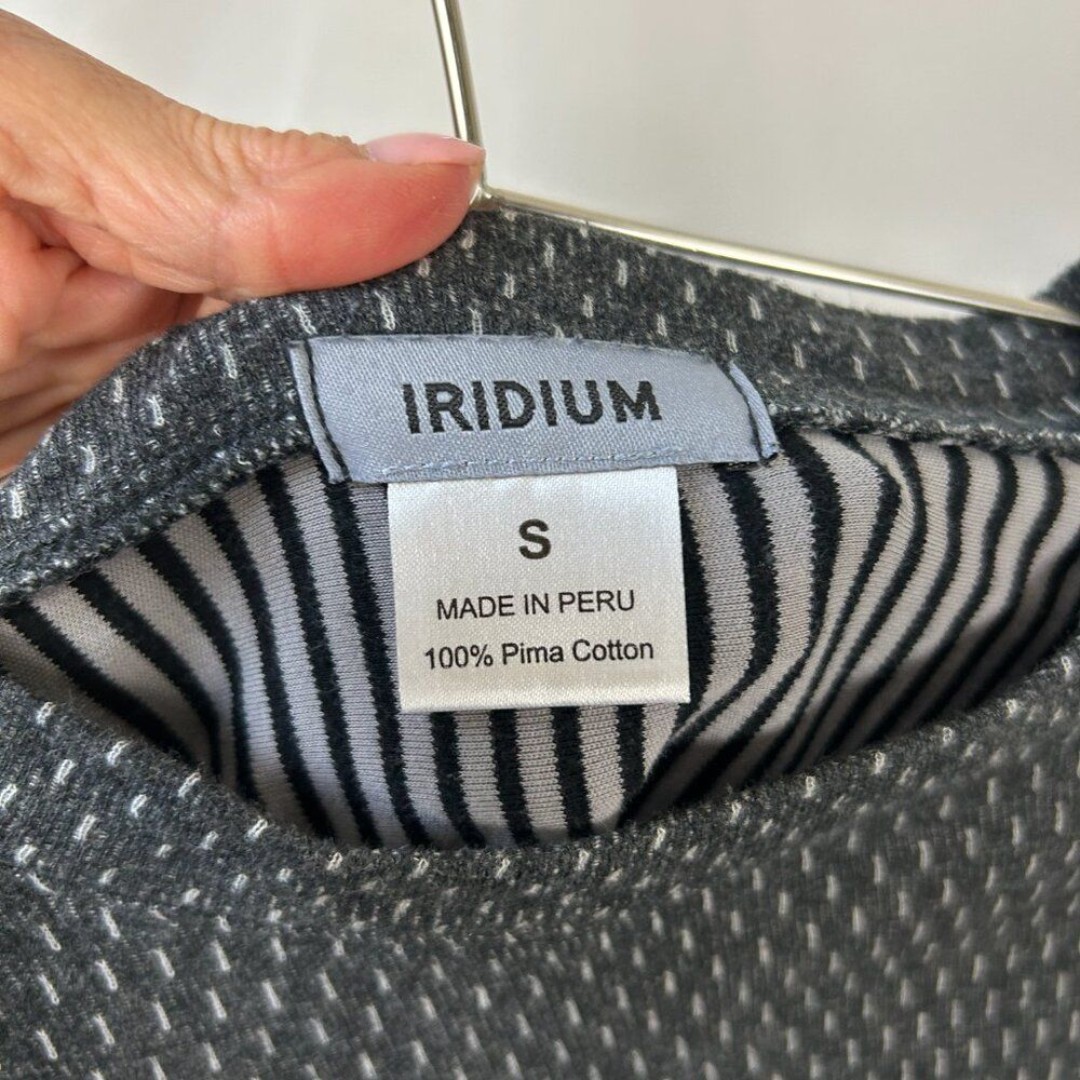 IRIDIUM
S
MADE IN PERU
100% Pima Cotton